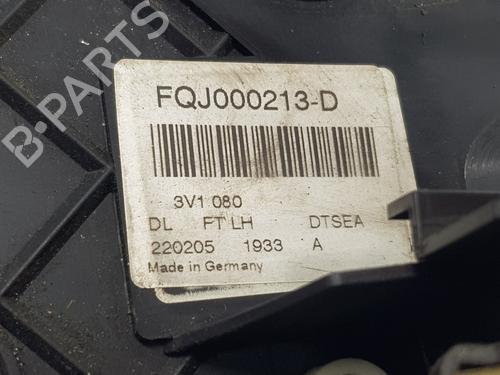 B-PARTS
FQJ000213-D
3V1 080
DL FT LH DTSEA
220205 1933 A
Made in Germany